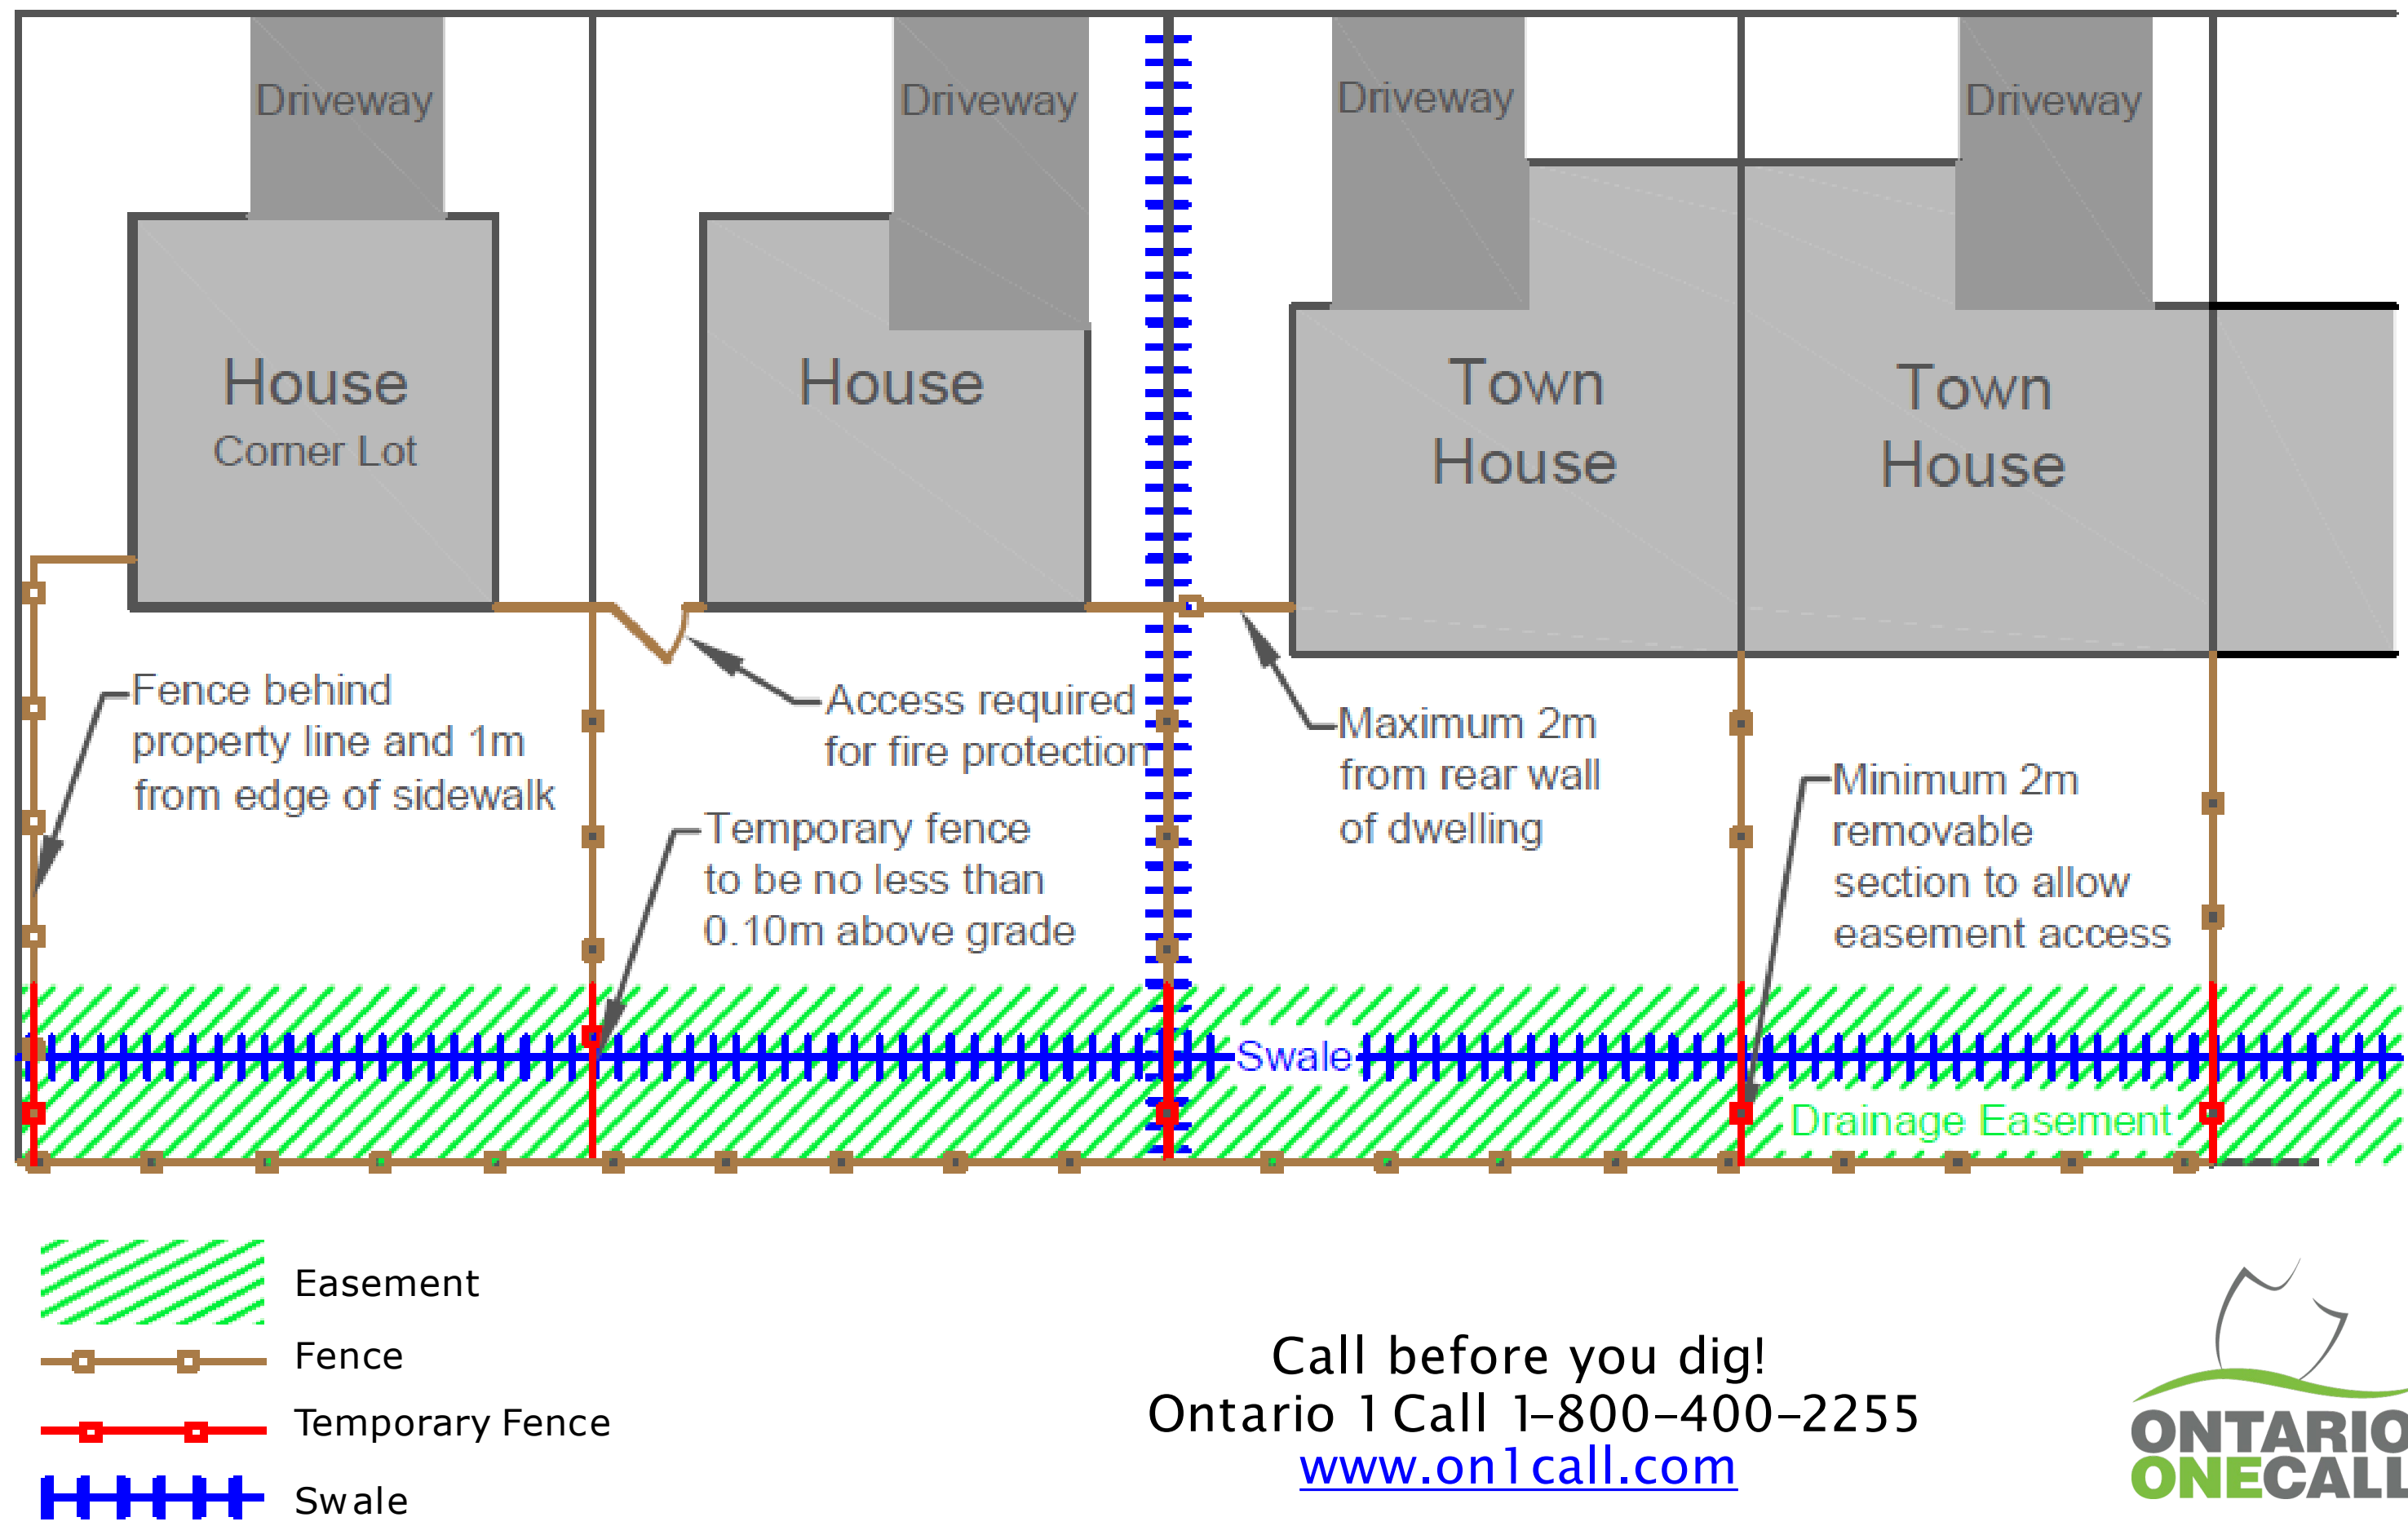 Driveway
Driveway
Driveway
Driveway
House
Corner Lot
House
Town
House
Town
House
Fence behind
property line and 1m
from edge of sidewalk
Access required
for fire protection
Temporary fence
to be no less than
0.10m above grade
Maximum 2m
from rear wall
of dwelling
Minimum 2m
removable
section to allow
easement access
Swale
Drainage Easement
Easement
Fence
Temporary Fence
Swale
Call before you dig!
Ontario 1 Call 1-800-400-2255
www.on1call.com
ONTARIO
ONECALL